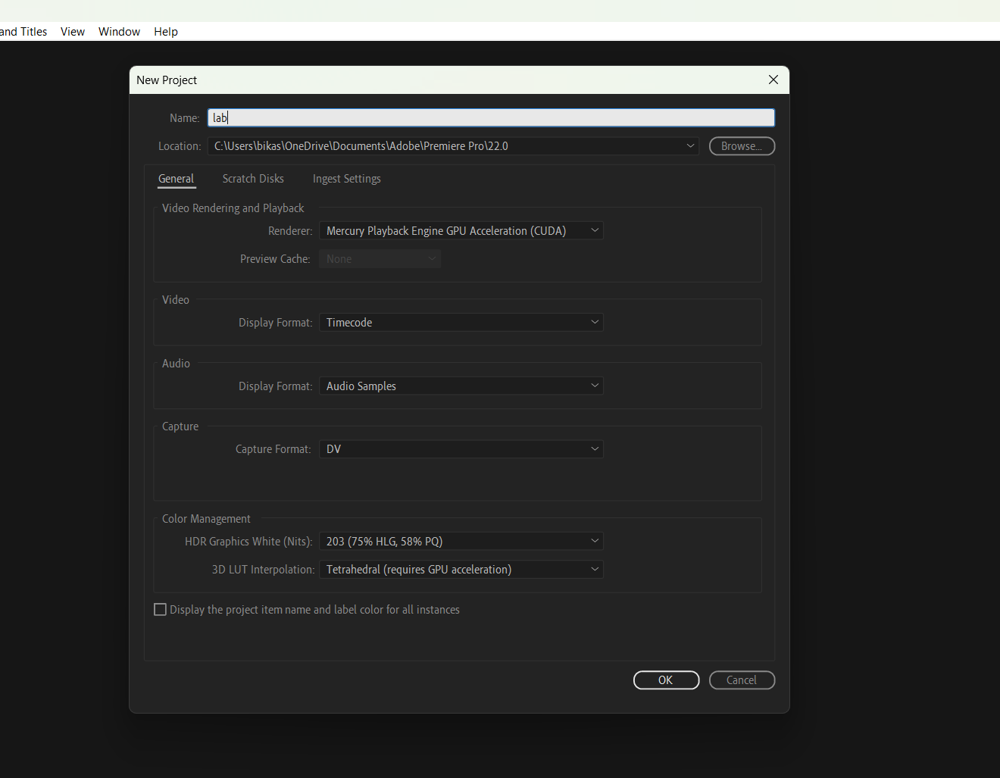 and Titles View Window Help
New Project
Name: lab
Location: C:\Users\bikas\OneDrive\Documents\Adobe\Premiere Pro\22.0 Browse...
General Scratch Disks Ingest Settings
Video Rendering and Playback
Renderer: Mercury Playback Engine GPU Acceleration (CUDA)
Preview Cache: None
Video
Display Format: Timecode
Audio
Display Format: Audio Samples
Capture
Capture Format: DV
Color Management
HDR Graphics White (Nits): 203 (75% HLG, 58% PQ)
3D LUT Interpolation: Tetrahedral (requires GPU acceleration)
Display the project item name and label color for all instances
OK Cancel